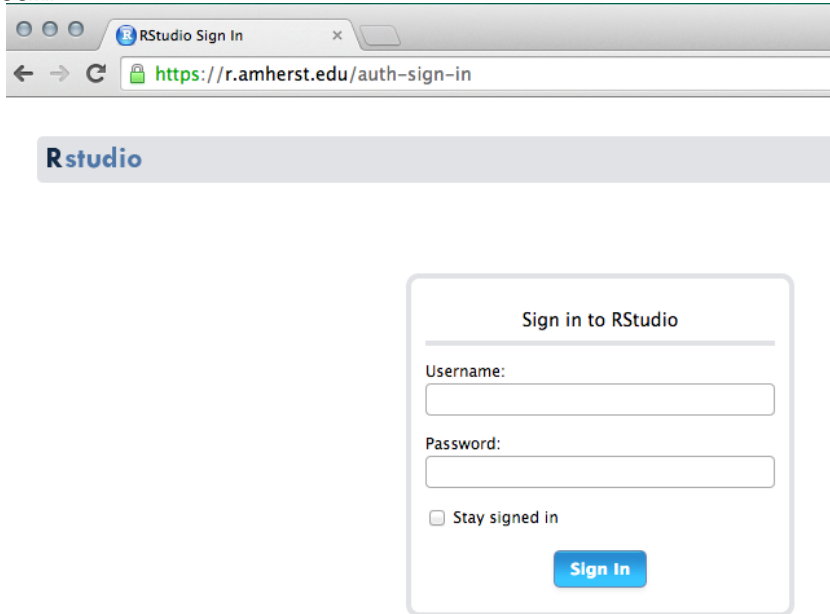 RStudio Sign In
https://r.amherst.edu/auth-sign-in
Rstudio
Sign in to RStudio
Username:
Password:
Stay signed in
Sign In